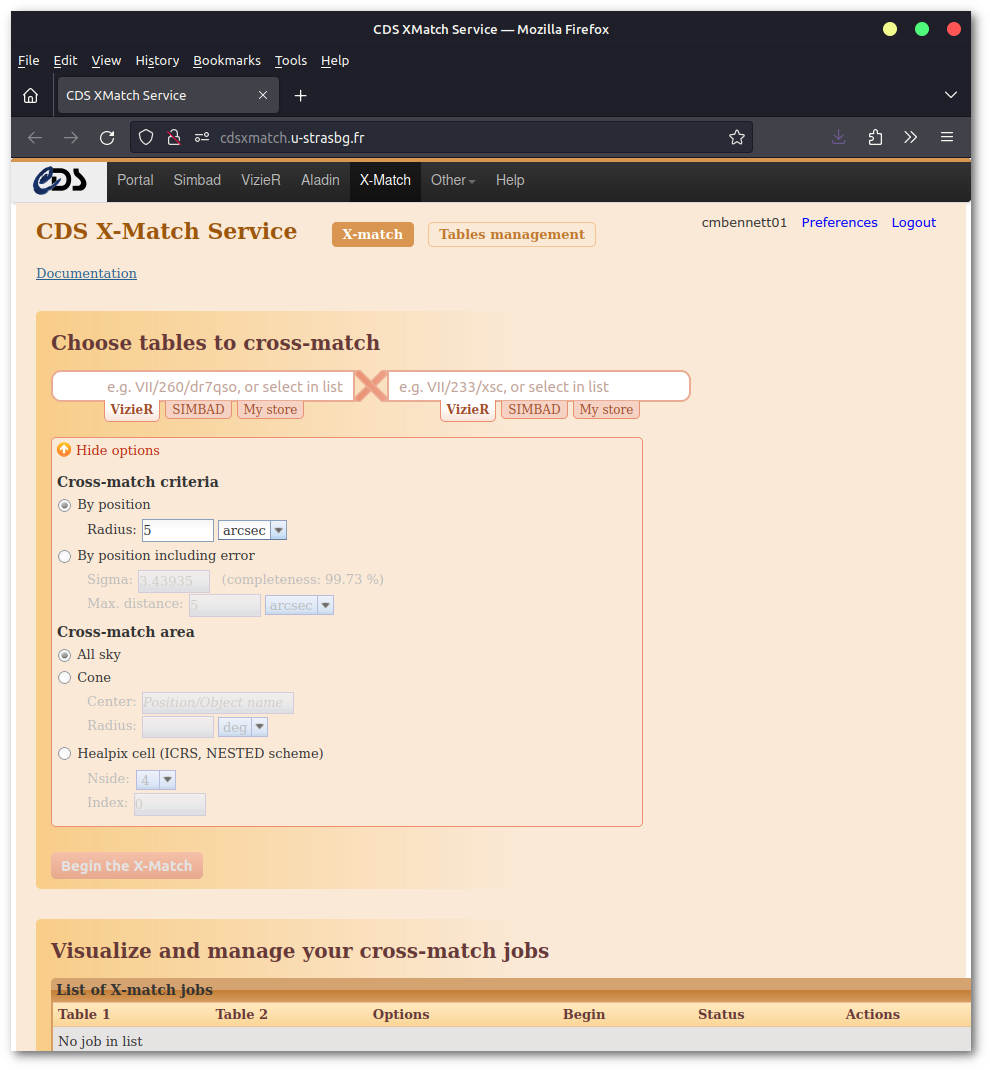 CDS XMatch Service — Mozilla Firefox
File Edit View History Bookmarks Tools Help
CDS XMatch Service
cdsxmatch.u-strasbg.fr
CDS Portal Simbad VizieR Aladin X-Match Other Help
CDS X-Match Service X-match Tables management cmbennett01 Preferences Logout
Documentation
Choose tables to cross-match
e.g. VII/260/dr7qso, or select in list e.g. VII/233/xsc, or select in list
VizieR SIMBAD My store VizieR SIMBAD My store
Hide options
Cross-match criteria
By position
Radius: 5 arcsec
By position including error
Sigma: 3.43935 (completeness: 99.73 %)
Max. distance: 5 arcsec
Cross-match area
All sky
Cone
Center: Position/Object name
Radius: deg
Healpix cell (ICRS, NESTED scheme)
Nside: 4
Index: 0
Begin the X-Match
Visualize and manage your cross-match jobs
List of X-match jobs
Table 1 Table 2 Options Begin Status Actions
No job in list